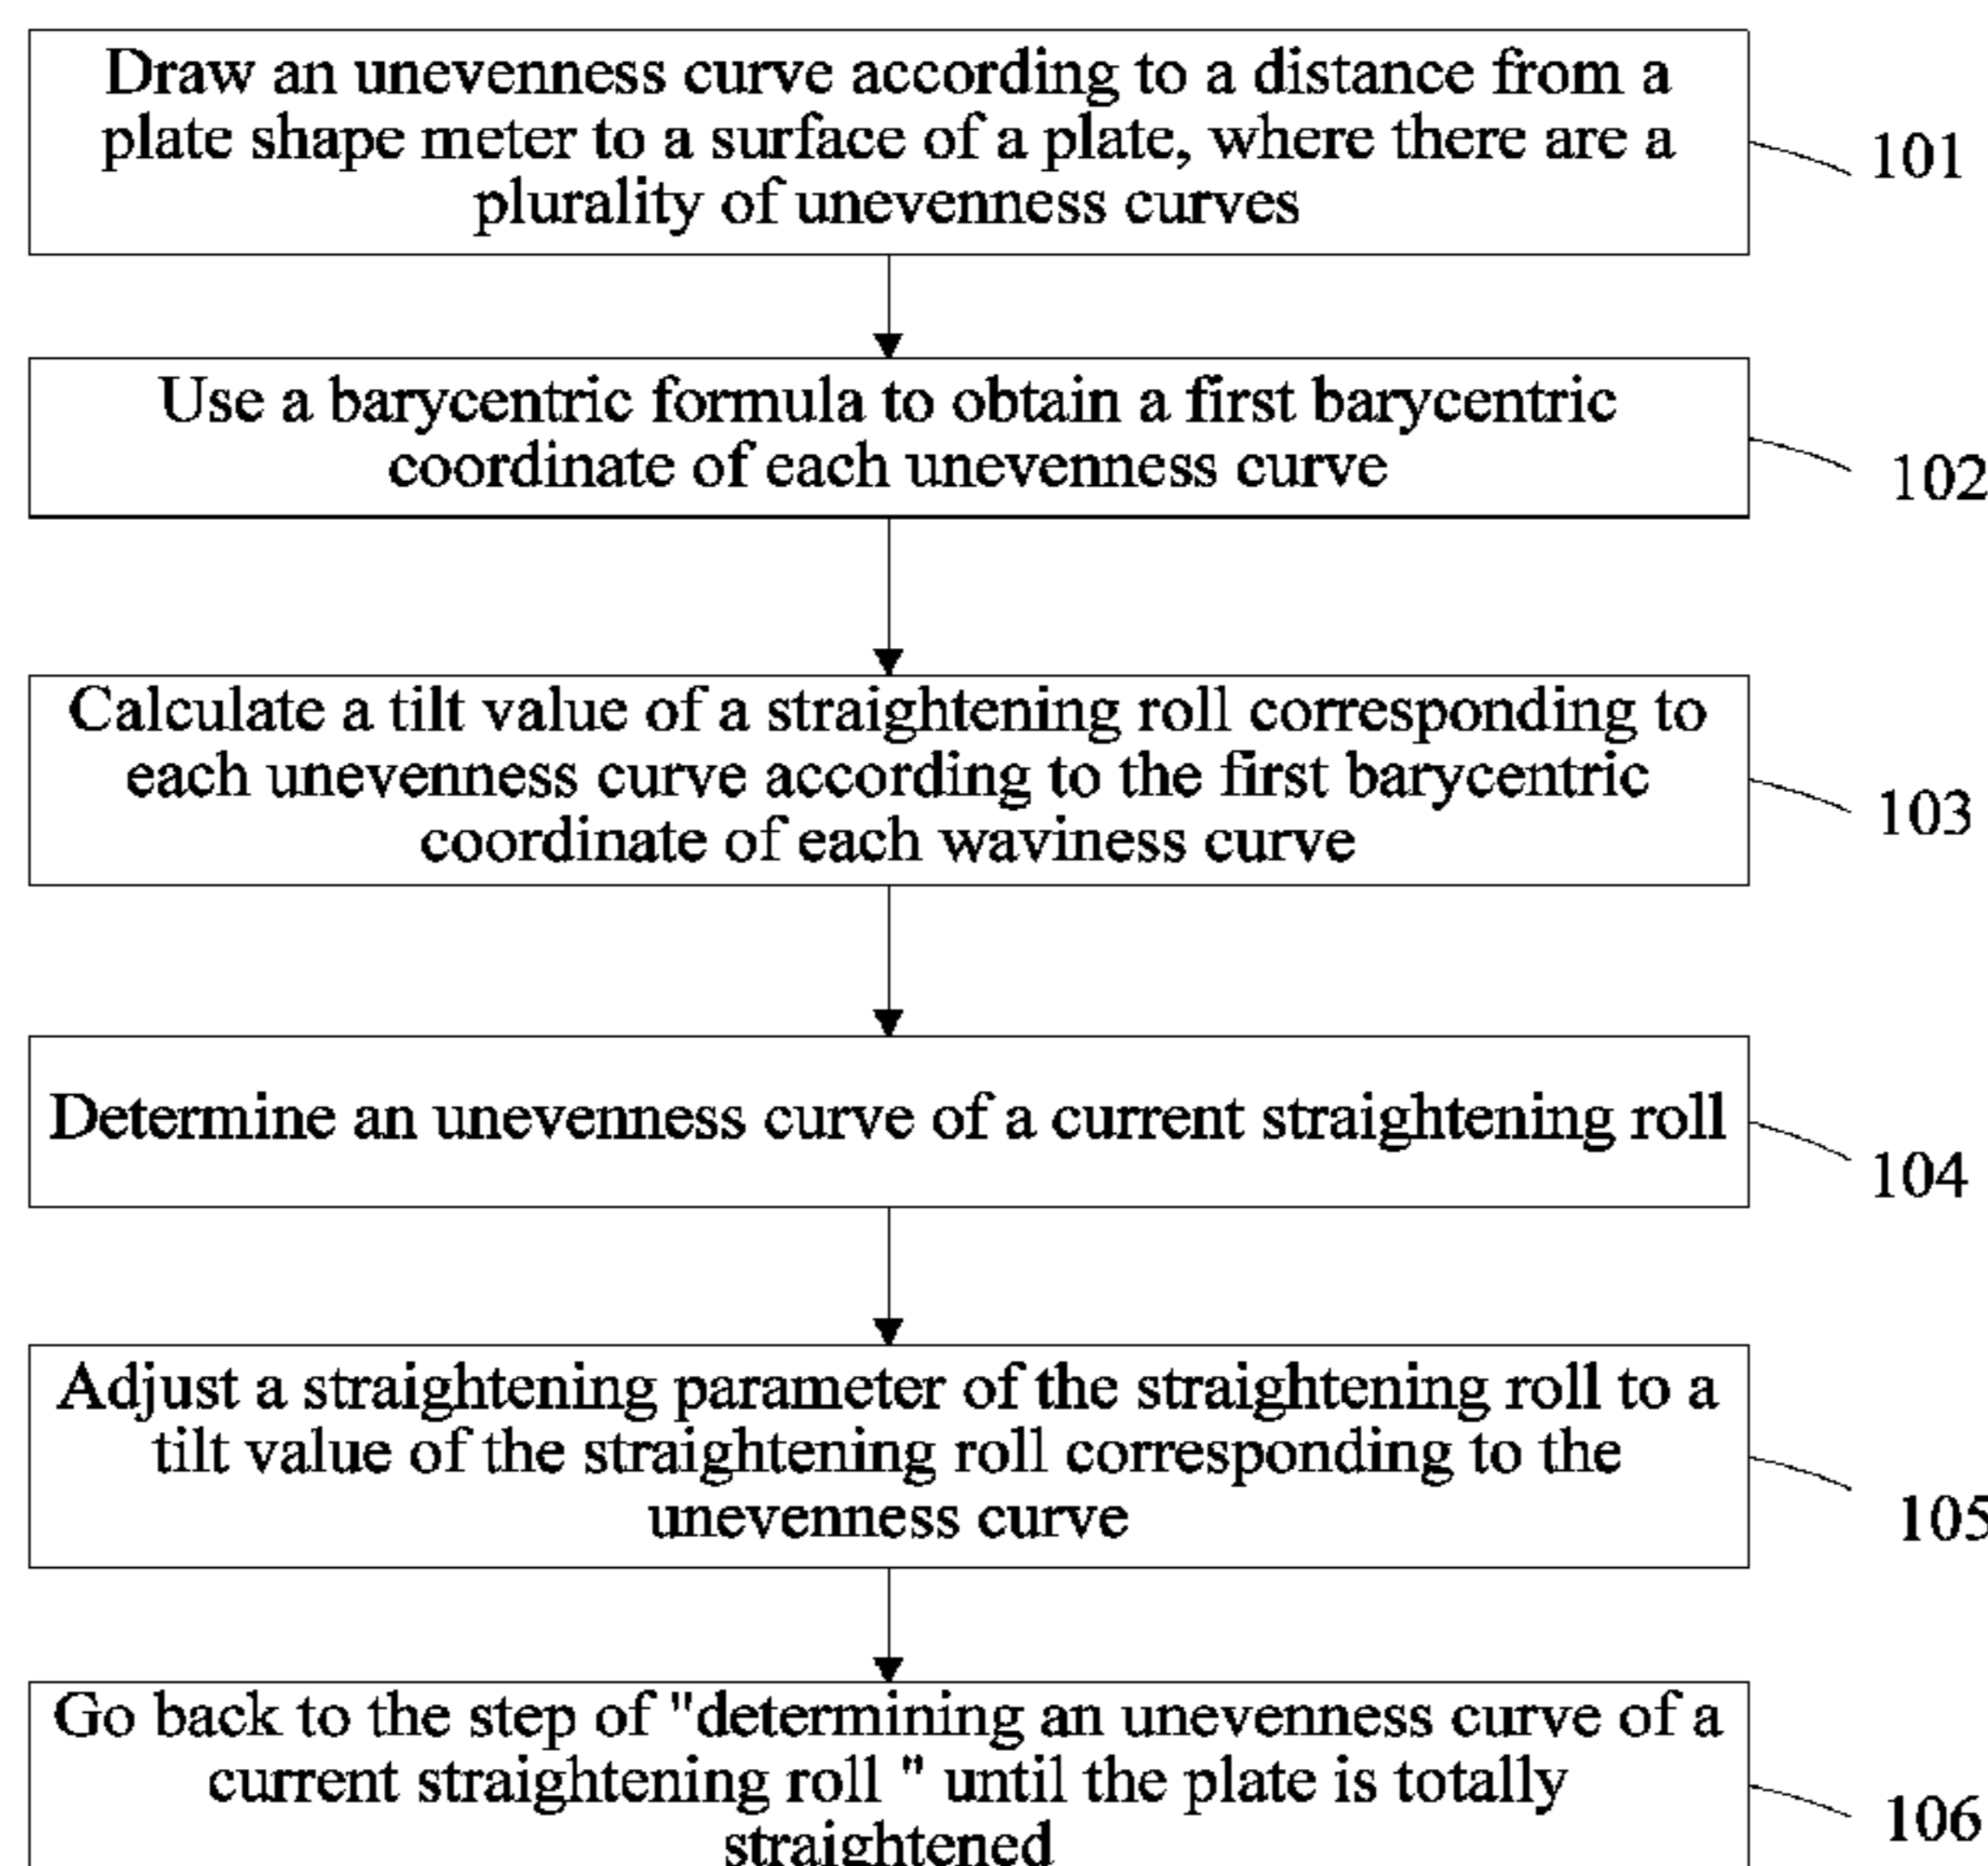 Draw an unevenness curve according to a distance from a
plate shape meter to a surface of a plate, where there are a
plurality of unevenness curves
101
Use a barycentric formula to obtain a first barycentric
coordinate of each unevenness curve
102
Calculate a tilt value of a straightening roll corresponding to
each unevenness curve according to the first barycentric
coordinate of each waviness curve
103
Determine an unevenness curve of a current straightening roll
104
Adjust a straightening parameter of the straightening roll to a
tilt value of the straightening roll corresponding to the
unevenness curve
105
Go back to the step of "determining an unevenness curve of a
current straightening roll " until the plate is totally
straightened
106